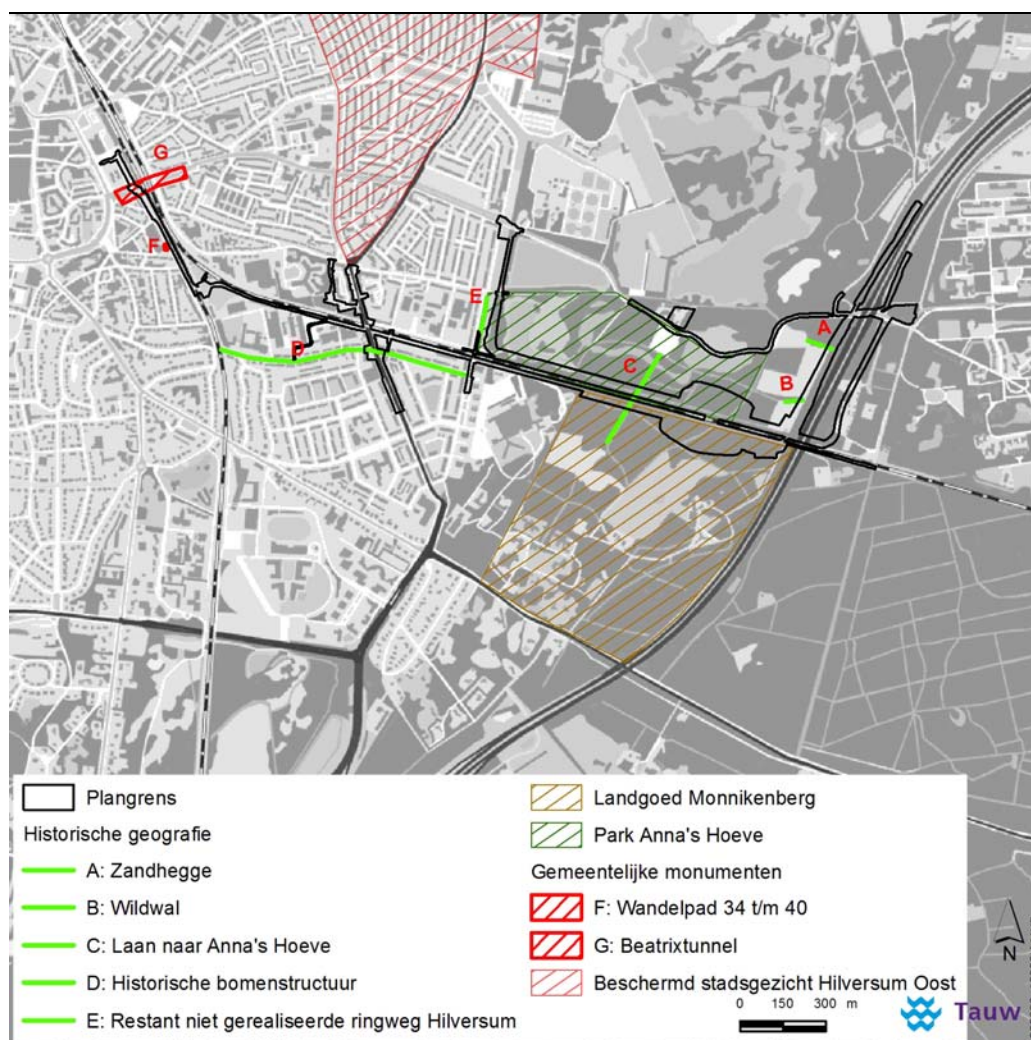 G
F
E
D
C
A
B
Plangrens
Historische geografie
A: Zandhegge
B: Wildwal
C: Laan naar Anna's Hoeve
D: Historische bomenstructuur
E: Restant niet gerealiseerde ringweg Hilversum
Landgoed Monnikenberg
Park Anna's Hoeve
Gemeentelijke monumenten
F: Wandelpad 34 t/m 40
G: Beatrixtunnel
Beschermd stadsgezicht Hilversum Oost
0 150 300 m
N
Tauw